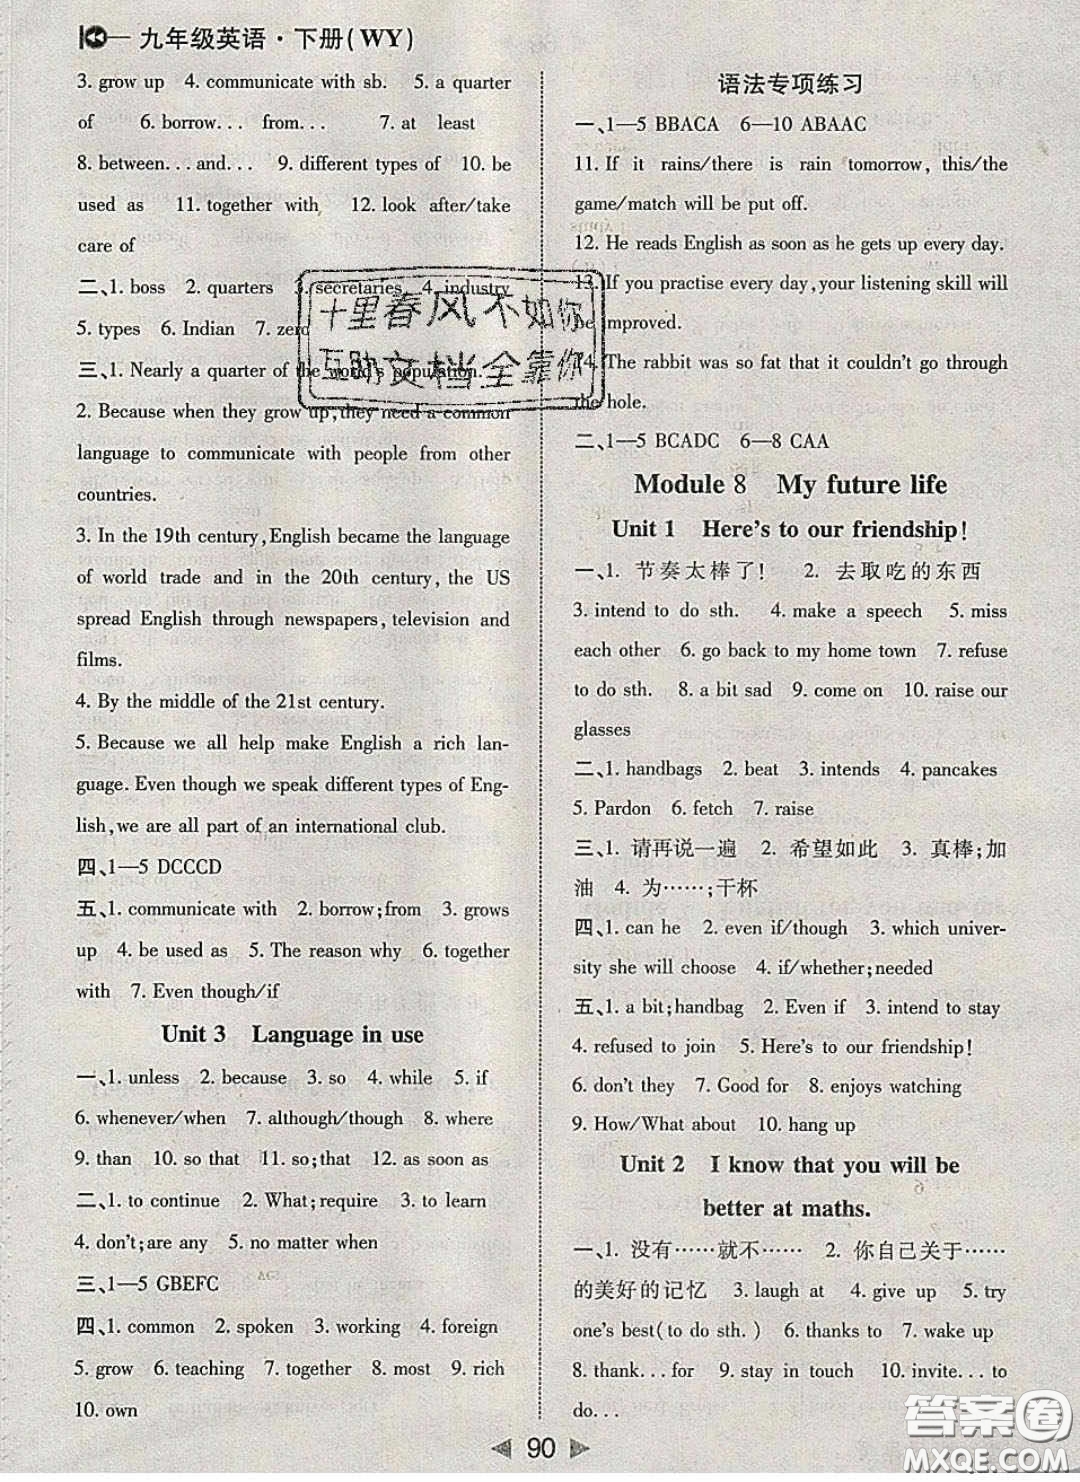 九年级英语·下册(WY)
3. grow up 4. communicate with sb. 5. a quarter
of 6. borrow... from... 7. at least
8. between...and... 9. different types of 10. be
used as 11. together with 12. look after/take
care of
二、1. boss 2. quarters 3. secretaries 4. industry
5. types 6. Indian 7. zero
三、1. Nearly a quarter of the world's population.
2. Because when they grow up,they need a common
language to communicate with people from other
countries.
3. In the 19th century,English became the language
of world trade and in the 20th century, the US
spread English through newspapers, television and
films.
4. By the middle of the 21st century.
5. Because we all help make English a rich lan-
guage. Even though we speak different types of Eng-
lish,we are all part of an international club.
四、1—5 DCCCD
五、1. communicate with 2. borrow;from 3. grows
up 4. be used as 5. The reason why 6. together
with 7. Even though/if
Unit 3 Language in use
一、1. unless 2. because 3. so 4. while 5. if
6. whenever/when 7. although/though 8. where
9. than 10. so that 11. so;that 12. as soon as
二、1. to continue 2. What;require 3. to learn
4. don't;are any 5. no matter when
三、1—5 GBEFC
四、1. common 2. spoken 3. working 4. foreign
5. grow 6. teaching 7. together 8. most 9. rich
10. own
语法专项练习
一、1—5 BBACA 6—10 ABAAC
11. If it rains/there is rain tomorrow, this/the
game/match will be put off.
12. He reads English as soon as he gets up every day.
13. If you practise every day,your listening skill will
be improved.
14. The rabbit was so fat that it couldn't go through
the hole.
二、1—5 BCADC 6—8 CAA
Module 8 My future life
Unit 1 Here's to our friendship!
一、1. 节奏太棒了! 2. 去取吃的东西
3. intend to do sth. 4. make a speech 5. miss
each other 6. go back to my home town 7. refuse
to do sth. 8. a bit sad 9. come on 10. raise our
glasses
二、1. handbags 2. beat 3. intends 4. pancakes
5. Pardon 6. fetch 7. raise
三、1. 请再说一遍 2. 希望如此 3. 真棒;加
油 4. 为……;干杯
四、1. can he 2. even if/though 3. which univer-
sity she will choose 4. if/whether;needed
五、1. a bit;handbag 2. Even if 3. intend to stay
4. refused to join 5. Here's to our friendship!
6. don't they 7. Good for 8. enjoys watching
9. How/What about 10. hang up
Unit 2 I know that you will be
better at maths.
一、1. 没有……就不…… 2. 你自己关于……
的美好的记忆 3. laugh at 4. give up 5. try
one's best(to do sth. ) 6. thanks to 7. wake up
8. thank...for 9. stay in touch 10. invite... to
do...
90
十里春风不如你
互助文档全靠你
答案圈
MXQE.COM